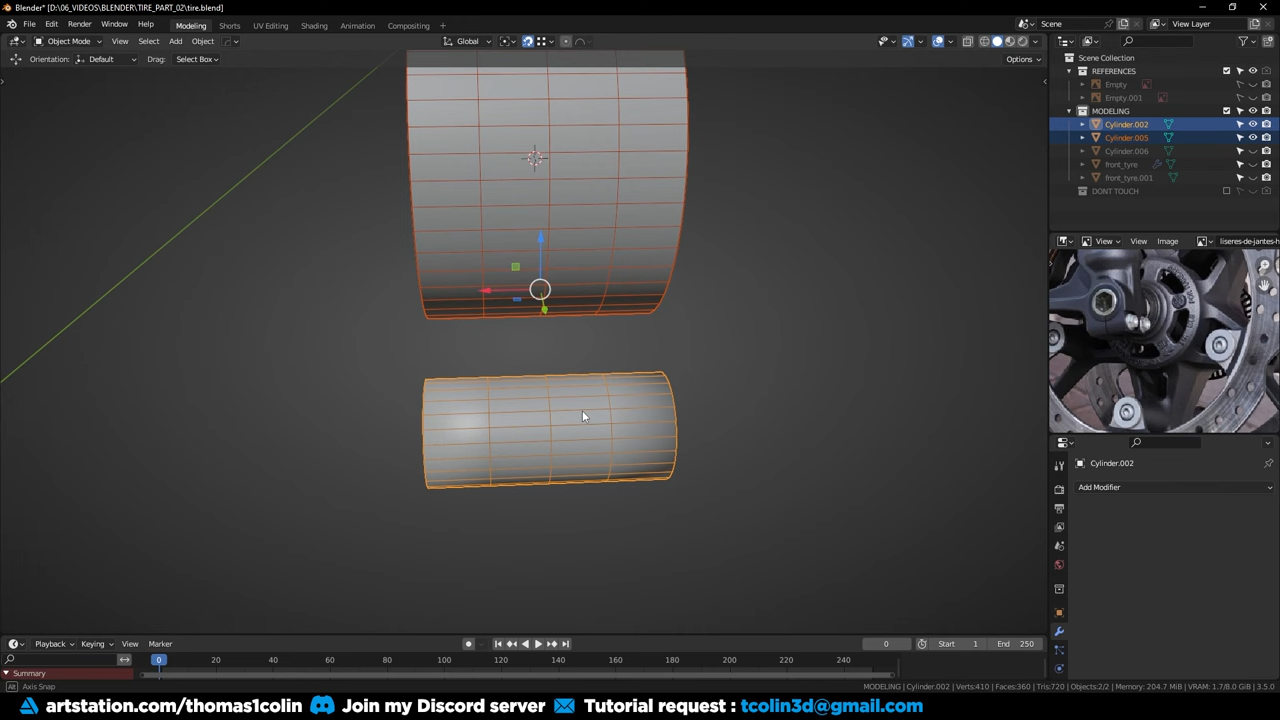 Blender* [D:\06_VIDEOS\BLENDER\TIRE_PART_02\tire.blend]
File Edit Render Window Help Modeling Shorts UV Editing Shading Animation Compositing Scene View Layer
Object Mode View Select Add Object Global
Orientation: Default Drag: Select Box Options
Scene Collection
REFERENCES
Empty
Empty.001
MODELING
Cylinder.002
Cylinder.005
Cylinder.006
front_tyre
front_tyre.001
DONT TOUCH
View View Image liseres-de-jantes-h
Cylinder.002
Add Modifier
Playback Keying View Marker 0 Start 1 End 250
0 20 40 60 80 100 120 140 160 180 200 220 240
Summary
Alt Axis Snap MODELING | Cylinder.002 | Verts:410 | Faces:360 | Tris:720 | Objects:2/2 | Memory: 204.7 MiB | VRAM: 1.7/8.0 GiB | 3.5.0
artstation.com/thomas1colin Join my Discord server Tutorial request : tcolin3d@gmail.com